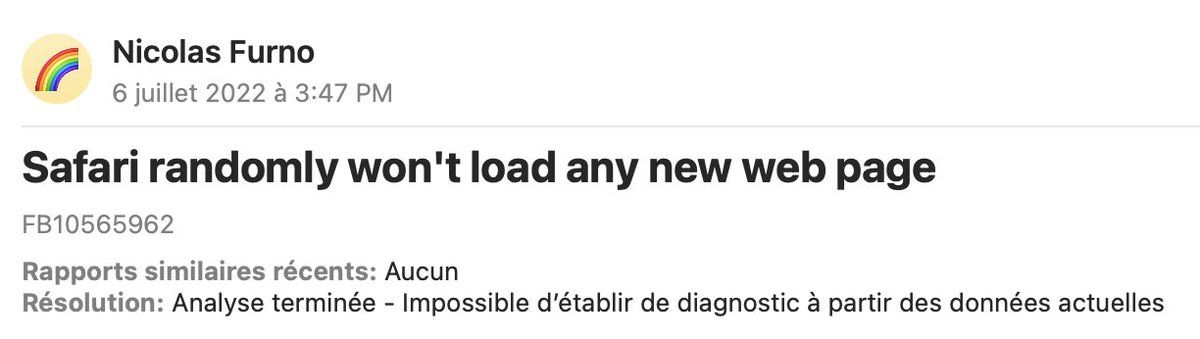 Nicolas Furno
6 juillet 2022 à 3:47 PM
Safari randomly won't load any new web page
FB10565962
Rapports similaires récents: Aucun
Résolution: Analyse terminée - Impossible d’établir de diagnostic à partir des données actuelles